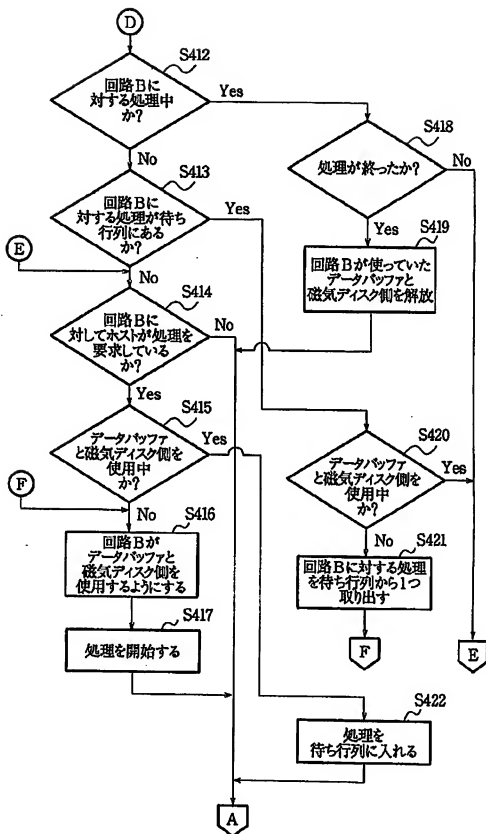 D
S412
回路Bに
対する処理中
か?
Yes
No
S413
回路Bに
対する処理が待ち
行列にある
か?
Yes
No
E
S414
回路Bに
対してホストが処理を
要求している
か?
No
Yes
S415
データバッファ
と磁気ディスク側を
使用中
か?
Yes
No
F
S416
回路Bが
データバッファと
磁気ディスク側を
使用するようにする
S417
処理を開始する
S418
処理が終ったか?
No
Yes
S419
回路Bが使っていた
データバッファと
磁気ディスク側を解放
S420
データバッファ
と磁気ディスク側を
使用中
か?
Yes
No
S421
回路Bに対する処理
を待ち行列から1つ
取り出す
F
E
S422
処理を
待ち行列に入れる
A